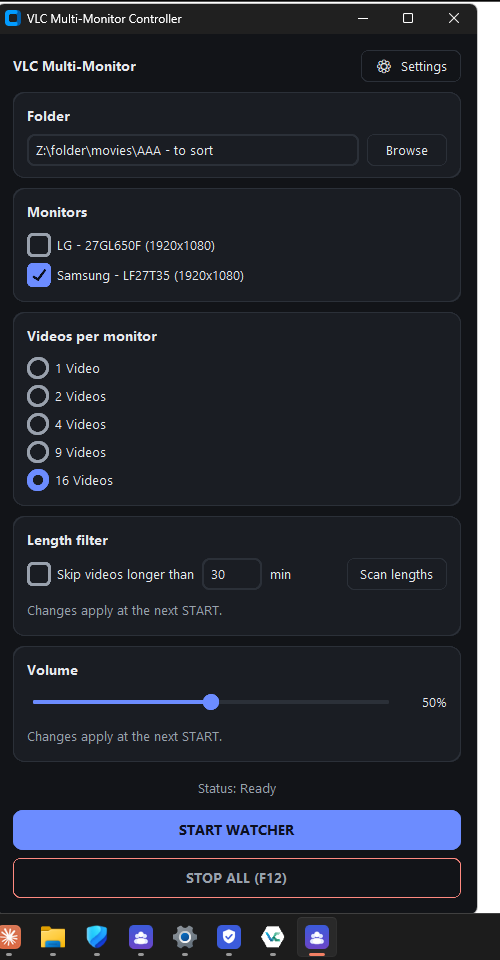 VLC Multi-Monitor Controller
VLC Multi-Monitor
Settings
Folder
Z:\folder\movies\AAA - to sort
Browse
Monitors
LG - 27GL650F (1920x1080)
Samsung - LF27T35 (1920x1080)
Videos per monitor
1 Video
2 Videos
4 Videos
9 Videos
16 Videos
Length filter
Skip videos longer than 30 min
Scan lengths
Changes apply at the next START.
Volume
50%
Changes apply at the next START.
Status: Ready
START WATCHER
STOP ALL (F12)